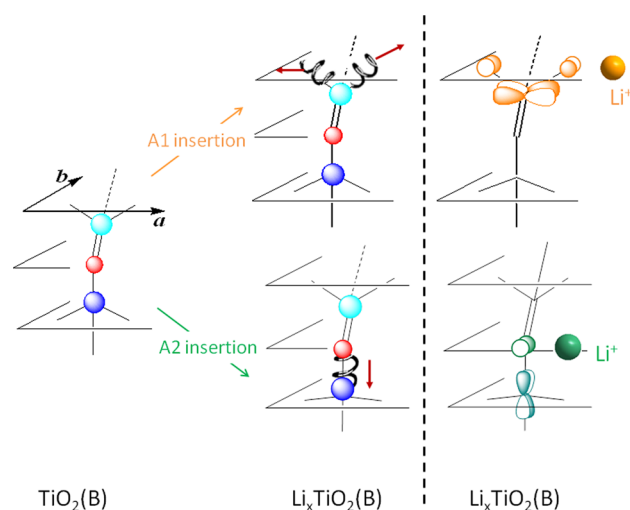 Li⁺
A1 insertion
b
a
A2 insertion
Li⁺
TiO₂(B)
LiₓTiO₂(B)
LiₓTiO₂(B)